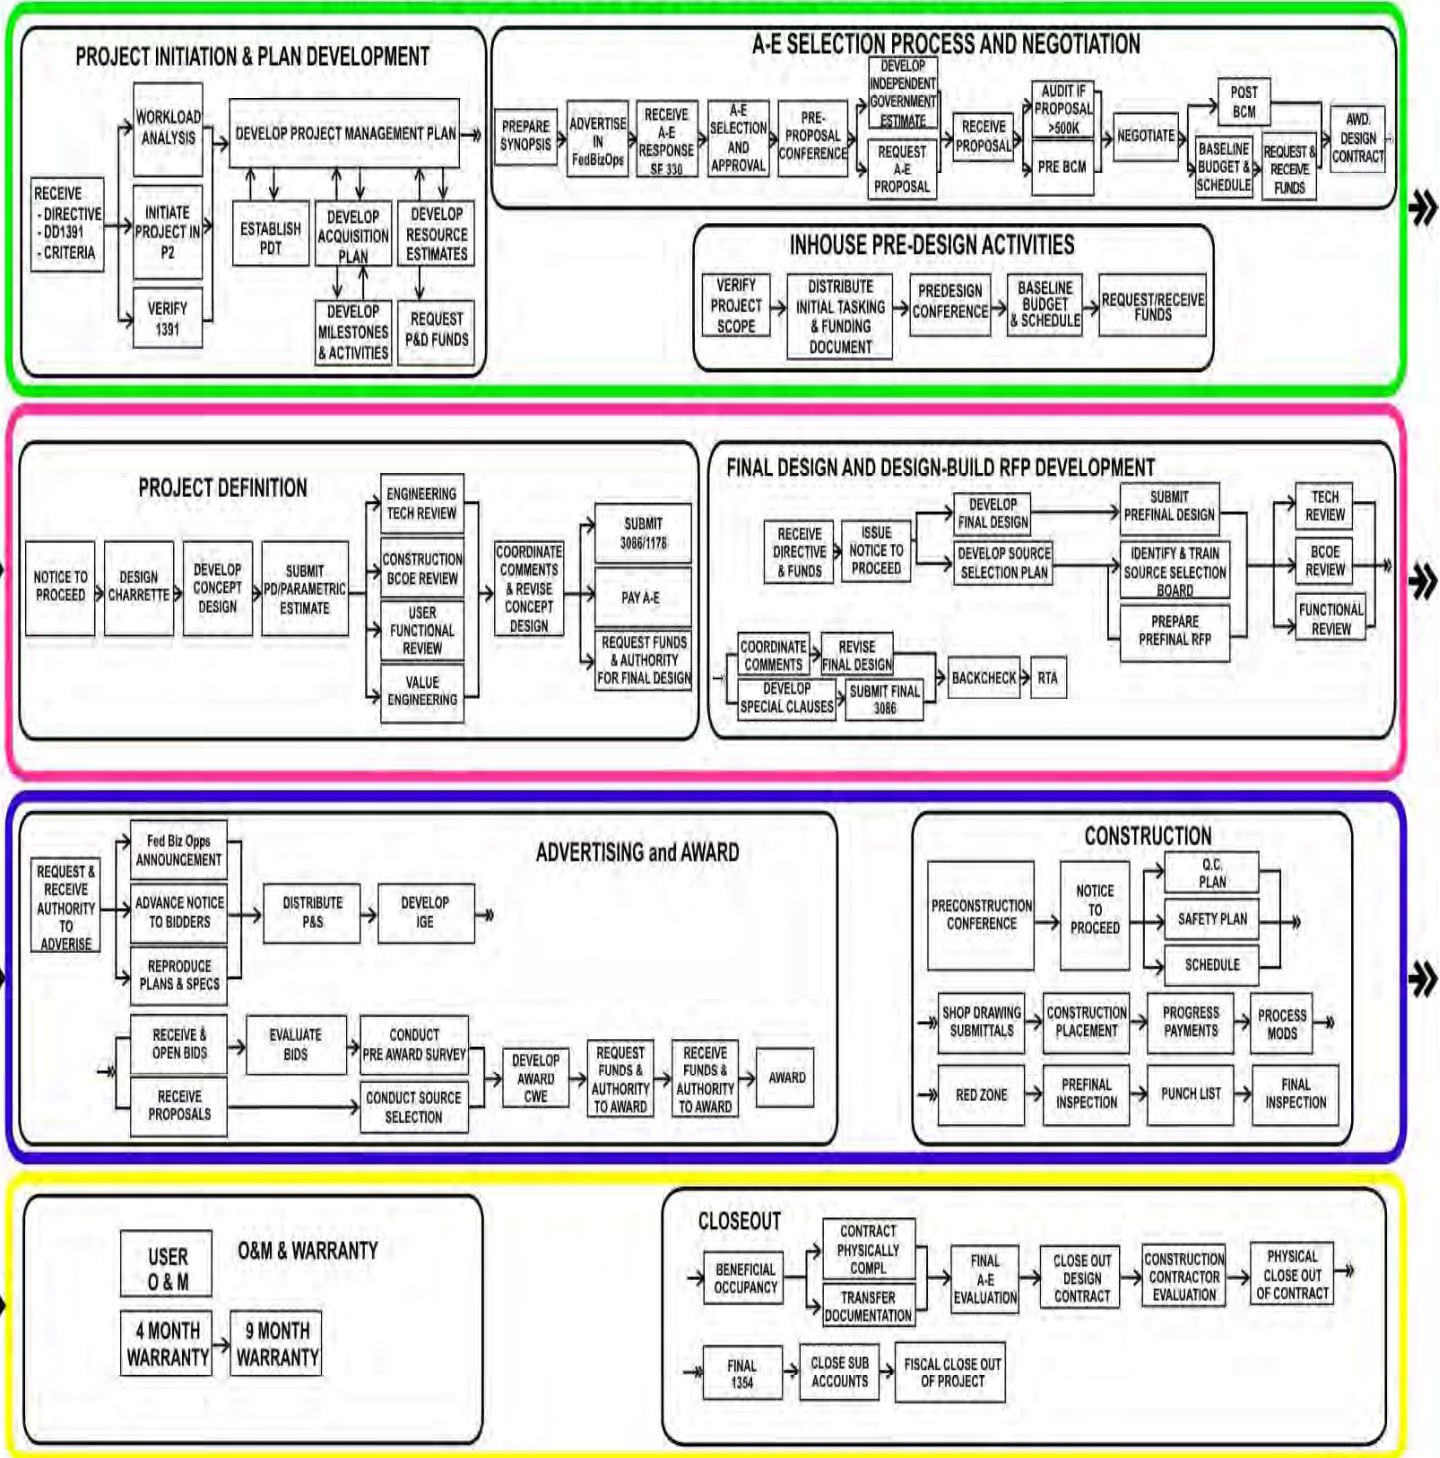 PROJECT INITIATION & PLAN DEVELOPMENT
RECEIVE
- DIRECTIVE
- DD1391
- CRITERIA
WORKLOAD
ANALYSIS
INITIATE
PROJECT IN
P2
VERIFY
1391
DEVELOP PROJECT MANAGEMENT PLAN
ESTABLISH
PDT
DEVELOP
ACQUISITION
PLAN
DEVELOP
RESOURCE
ESTIMATES
DEVELOP
MILESTONES
& ACTIVITIES
REQUEST
P&D FUNDS
A-E SELECTION PROCESS AND NEGOTIATION
PREPARE
SYNOPSIS
ADVERTISE
IN
FedBizOps
RECEIVE
A-E
RESPONSE
SF 330
A-E
SELECTION
AND
APPROVAL
PRE-
PROPOSAL
CONFERENCE
DEVELOP
INDEPENDENT
GOVERNMENT
ESTIMATE
REQUEST
A-E
PROPOSAL
RECEIVE
PROPOSAL
AUDIT IF
PROPOSAL
>500K
PRE BCM
NEGOTIATE
POST
BCM
BASELINE
BUDGET &
SCHEDULE
REQUEST &
RECEIVE
FUNDS
AWD.
DESIGN
CONTRACT
INHOUSE PRE-DESIGN ACTIVITIES
VERIFY
PROJECT
SCOPE
DISTRIBUTE
INITIAL TASKING
& FUNDING
DOCUMENT
PREDESIGN
CONFERENCE
BASELINE
BUDGET
& SCHEDULE
REQUEST/RECEIVE
FUNDS
PROJECT DEFINITION
NOTICE TO
PROCEED
DESIGN
CHARRETTE
DEVELOP
CONCEPT
DESIGN
SUBMIT
PD/PARAMETRIC
ESTIMATE
ENGINEERING
TECH REVIEW
CONSTRUCTION
BCOE REVIEW
USER
FUNCTIONAL
REVIEW
VALUE
ENGINEERING
COORDINATE
COMMENTS
& REVISE
CONCEPT
DESIGN
SUBMIT
3086/1178
PAY A-E
REQUEST FUNDS
& AUTHORITY
FOR FINAL DESIGN
FINAL DESIGN AND DESIGN-BUILD RFP DEVELOPMENT
RECEIVE
DIRECTIVE
& FUNDS
ISSUE
NOTICE TO
PROCEED
DEVELOP
FINAL DESIGN
DEVELOP SOURCE
SELECTION PLAN
SUBMIT
PREFINAL DESIGN
IDENTIFY & TRAIN
SOURCE SELECTION
BOARD
PREPARE
PREFINAL RFP
TECH
REVIEW
BCOE
REVIEW
FUNCTIONAL
REVIEW
COORDINATE
COMMENTS
REVISE
FINAL DESIGN
DEVELOP
SPECIAL CLAUSES
SUBMIT FINAL
3086
BACKCHECK
RTA
ADVERTISING and AWARD
REQUEST &
RECEIVE
AUTHORITY
TO
ADVERISE
Fed Biz Opps
ANNOUNCEMENT
ADVANCE NOTICE
TO BIDDERS
REPRODUCE
PLANS & SPECS
DISTRIBUTE
P&S
DEVELOP
IGE
RECEIVE &
OPEN BIDS
EVALUATE
BIDS
CONDUCT
PRE AWARD SURVEY
RECEIVE
PROPOSALS
CONDUCT SOURCE
SELECTION
DEVELOP
AWARD
CWE
REQUEST
FUNDS &
AUTHORITY
TO AWARD
RECEIVE
FUNDS &
AUTHORITY
TO AWARD
AWARD
CONSTRUCTION
PRECONSTRUCTION
CONFERENCE
NOTICE
TO
PROCEED
Q.C.
PLAN
SAFETY PLAN
SCHEDULE
SHOP DRAWING
SUBMITTALS
CONSTRUCTION
PLACEMENT
PROGRESS
PAYMENTS
PROCESS
MODS
RED ZONE
PREFINAL
INSPECTION
PUNCH LIST
FINAL
INSPECTION
O&M & WARRANTY
USER
O & M
4 MONTH
WARRANTY
9 MONTH
WARRANTY
CLOSEOUT
BENEFICIAL
OCCUPANCY
CONTRACT
PHYSICALLY
COMPL
TRANSFER
DOCUMENTATION
FINAL
A-E
EVALUATION
CLOSE OUT
DESIGN
CONTRACT
CONSTRUCTION
CONTRACTOR
EVALUATION
PHYSICAL
CLOSE OUT
OF CONTRACT
FINAL
1354
CLOSE SUB
ACCOUNTS
FISCAL CLOSE OUT
OF PROJECT